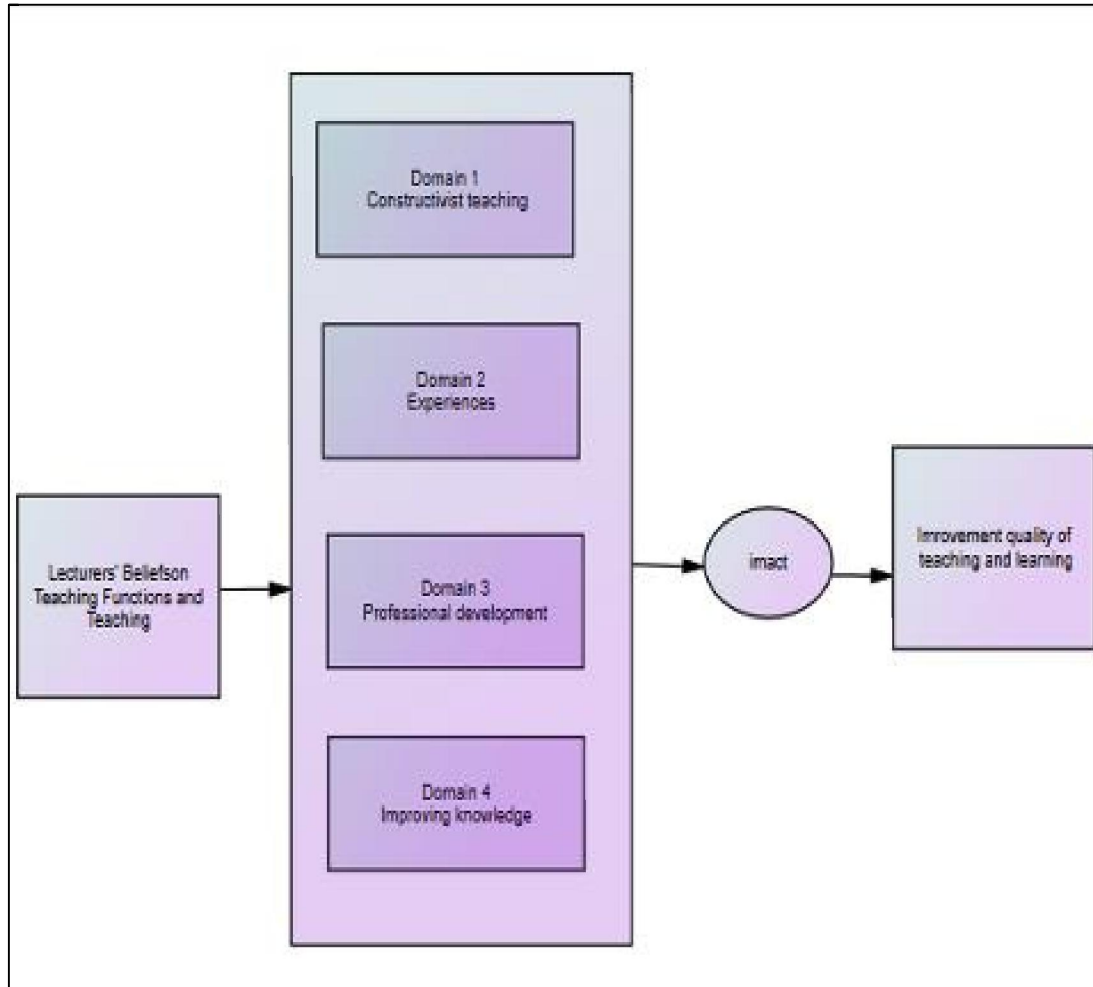 Domain 1
Constructivist teaching
Domain 2
Experiences
Lecturers' Beliefson
Teaching Functions and
Teaching
Domain 3
Professional development
imact
Imrovement quality of
teaching and learning
Domain 4
Improving knowledge